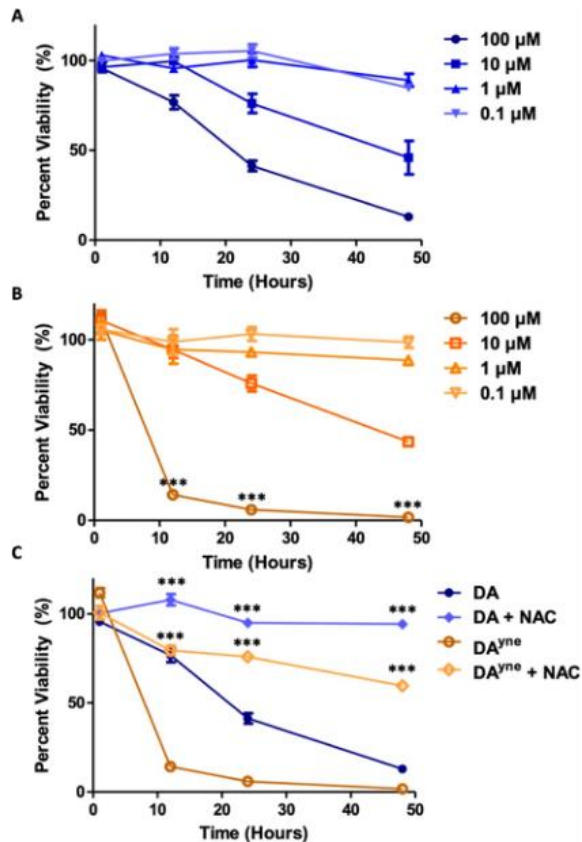 A
Percent Viability (%)
100
50
0
0 10 20 30 40 50
Time (Hours)
100 µM
10 µM
1 µM
0.1 µM
B
Percent Viability (%)
100
50
0
0 10 20 30 40 50
Time (Hours)
*** *** ***
100 µM
10 µM
1 µM
0.1 µM
C
Percent Viability (%)
100
50
0
0 10 20 30 40 50
Time (Hours)
*** *** ***
*** *** ***
DA
DA + NAC
DAyne
DAyne + NAC